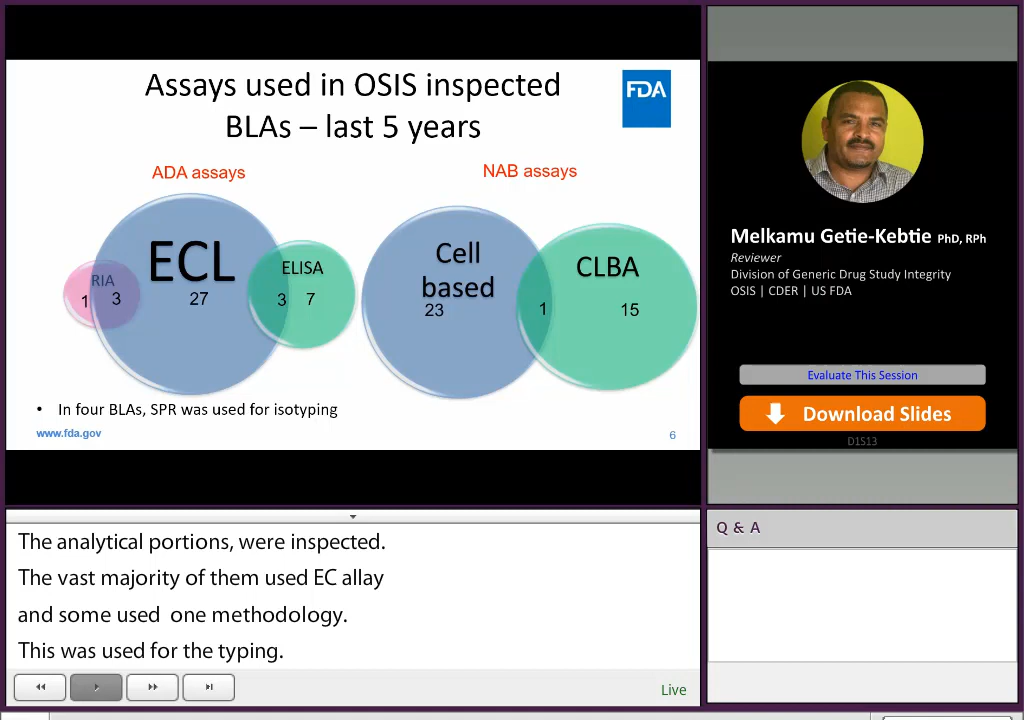 Assays used in OSIS inspected
BLAs – last 5 years
FDA
ADA assays
NAB assays
RIA
1
3
ECL
27
ELISA
3
7
Cell
based
23
1
CLBA
15
• In four BLAs, SPR was used for isotyping
www.fda.gov
6
Melkamu Getie-Kebtie PhD, RPh
Reviewer
Division of Generic Drug Study Integrity
OSIS | CDER | US FDA
Evaluate This Session
Download Slides
D1S13
The analytical portions, were inspected.
The vast majority of them used EC allay
and some used one methodology.
This was used for the typing.
Live
Q & A